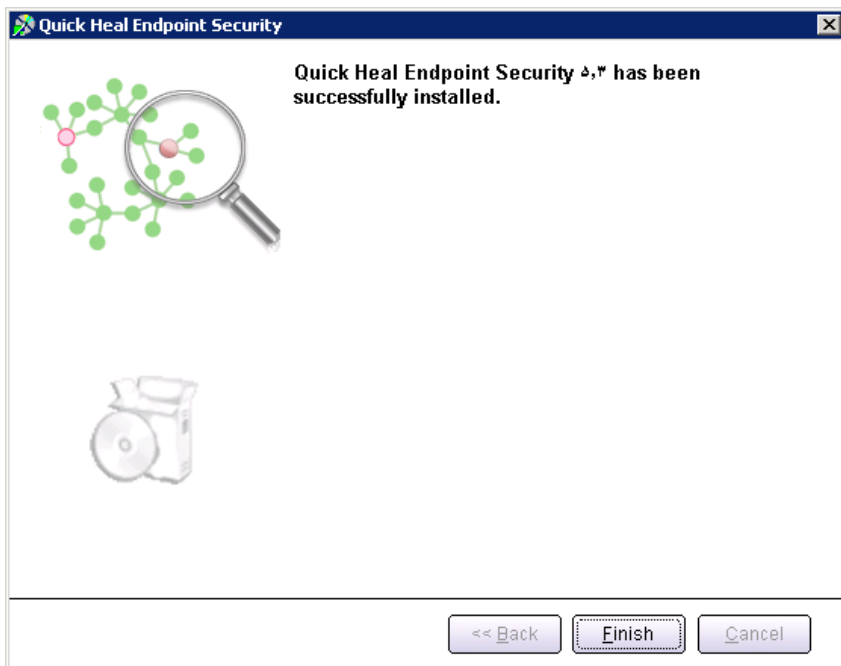 Quick Heal Endpoint Security
Quick Heal Endpoint Security ۵,۳ has been
successfully installed.
<< Back
Finish
Cancel